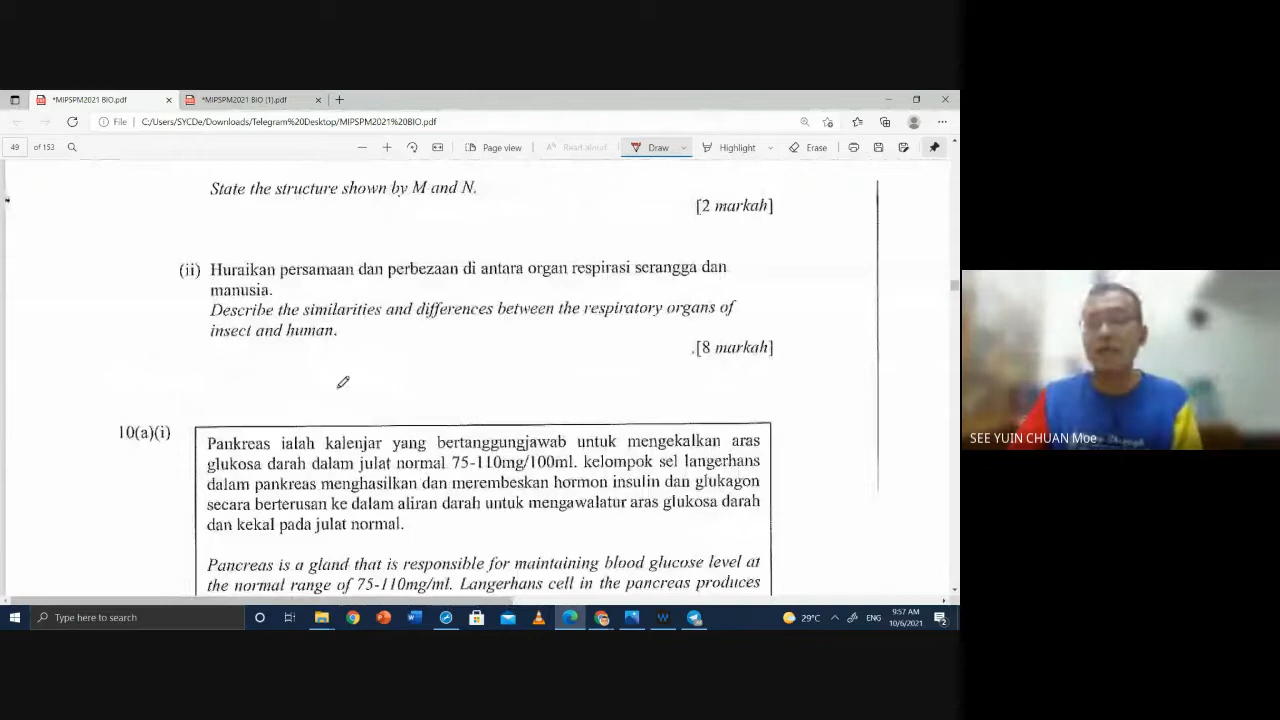 *MIPSPM2021 BIO.pdf
*MIPSPM2021 BIO (1).pdf
File
C:/Users/SYCDe/Downloads/Telegram%20Desktop/MIPSPM2021%20BIO.pdf
49 of 153
Page view
Read aloud
Draw
Highlight
Erase
State the structure shown by M and N.
[2 markah]
(ii) Huraikan persamaan dan perbezaan di antara organ respirasi serangga dan
manusia.
Describe the similarities and differences between the respiratory organs of
insect and human.
.[8 markah]
10(a)(i)
Pankreas ialah kalenjar yang bertanggungjawab untuk mengekalkan aras
glukosa darah dalam julat normal 75-110mg/100ml. kelompok sel langerhans
dalam pankreas menghasilkan dan merembeskan hormon insulin dan glukagon
secara berterusan ke dalam aliran darah untuk mengawalatur aras glukosa darah
dan kekal pada julat normal.
Pancreas is a gland that is responsible for maintaining blood glucose level at
the normal range of 75-110mg/ml. Langerhans cell in the pancreas produces
SEE YUIN CHUAN Moe
Type here to search
29°C
ENG
9:57 AM
10/6/2021
2